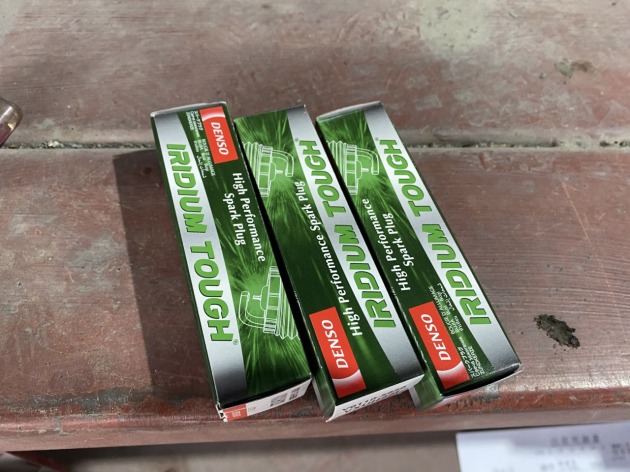 DENSO
High Performance
Spark Plug
IRIDIUM TOUGH®
High Performance Spark Plug
IRIDIUM TOUGH®
DENSO
High Performance
Spark Plug
IRIDIUM TOUGH®
DENSO